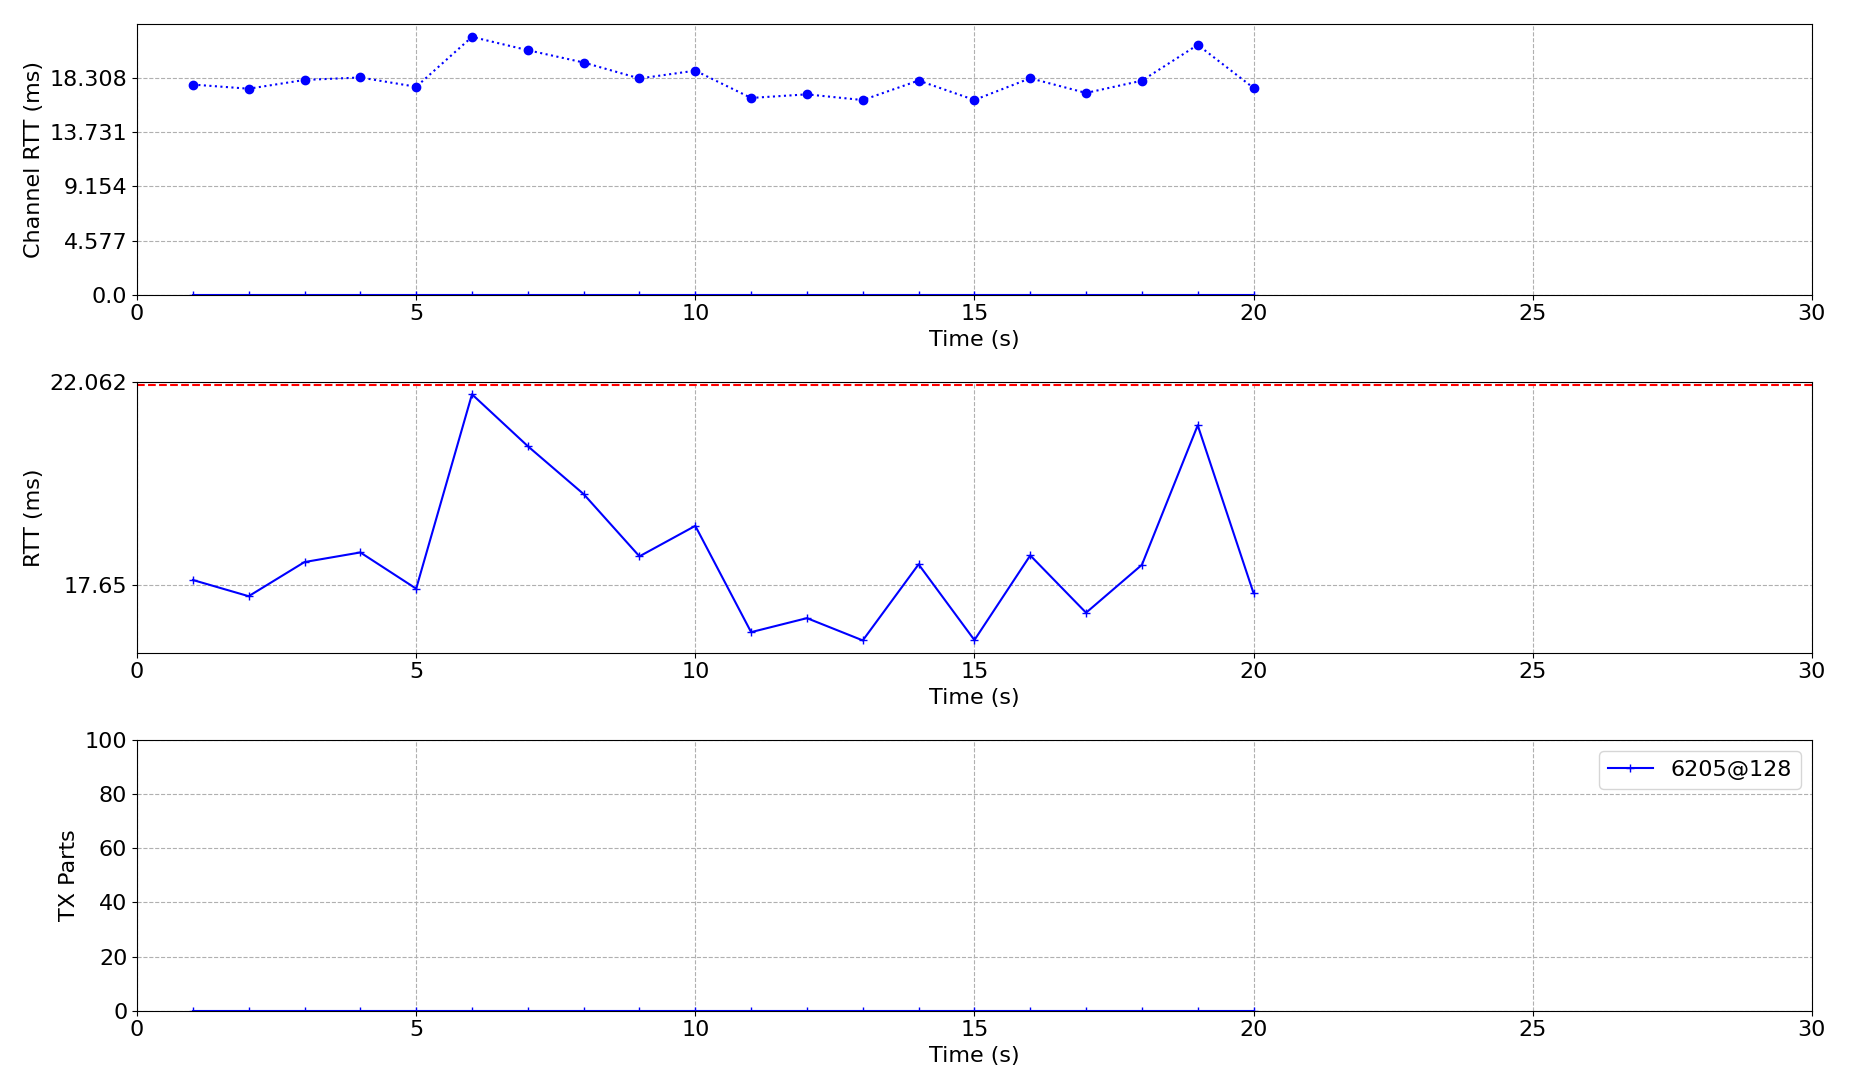 Channel RTT (ms)
18.308
13.731
9.154
4.577
0.0
0 5 10 15 20 25 30
Time (s)
RTT (ms)
22.062
17.65
0 5 10 15 20 25 30
Time (s)
TX Parts
100
80
60
40
20
0
6205@128
0 5 10 15 20 25 30
Time (s)